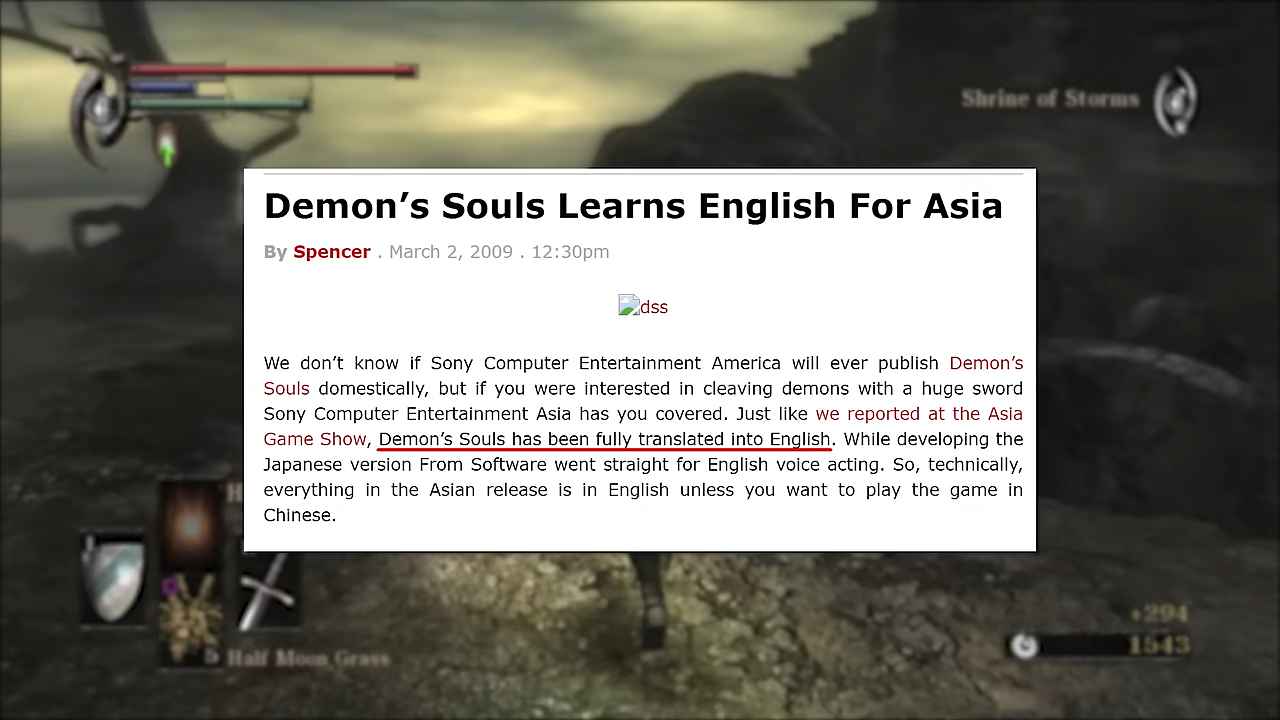 Shrine of Storms
Demon’s Souls Learns English For Asia
By Spencer . March 2, 2009 . 12:30pm
dss
We don’t know if Sony Computer Entertainment America will ever publish Demon’s
Souls domestically, but if you were interested in cleaving demons with a huge sword
Sony Computer Entertainment Asia has you covered. Just like we reported at the Asia
Game Show, Demon’s Souls has been fully translated into English. While developing the
Japanese version From Software went straight for English voice acting. So, technically,
everything in the Asian release is in English unless you want to play the game in
Chinese.
5 Half Moon Grass
+294
1543